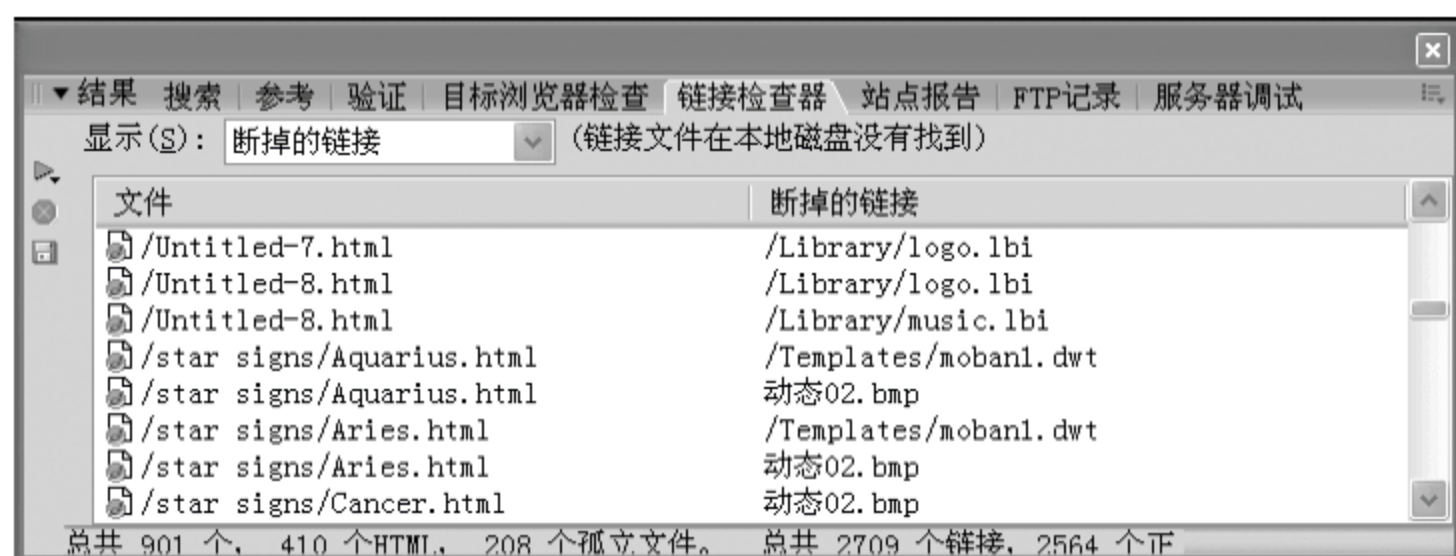 ▼结果 搜索 参考 验证 目标浏览器检查 链接检查器 站点报告 FTP记录 服务器调试
显示(S): 断掉的链接 (链接文件在本地磁盘没有找到)
文件 断掉的链接
/Untitled-7.html /Library/logo.lbi
/Untitled-8.html /Library/logo.lbi
/Untitled-8.html /Library/music.lbi
/star signs/Aquarius.html /Templates/moban1.dwt
/star signs/Aquarius.html 动态02.bmp
/star signs/Aries.html /Templates/moban1.dwt
/star signs/Aries.html 动态02.bmp
/star signs/Cancer.html 动态02.bmp
总共 901 个, 410 个HTML, 208 个孤立文件。 总共 2709 个链接, 2564 个正